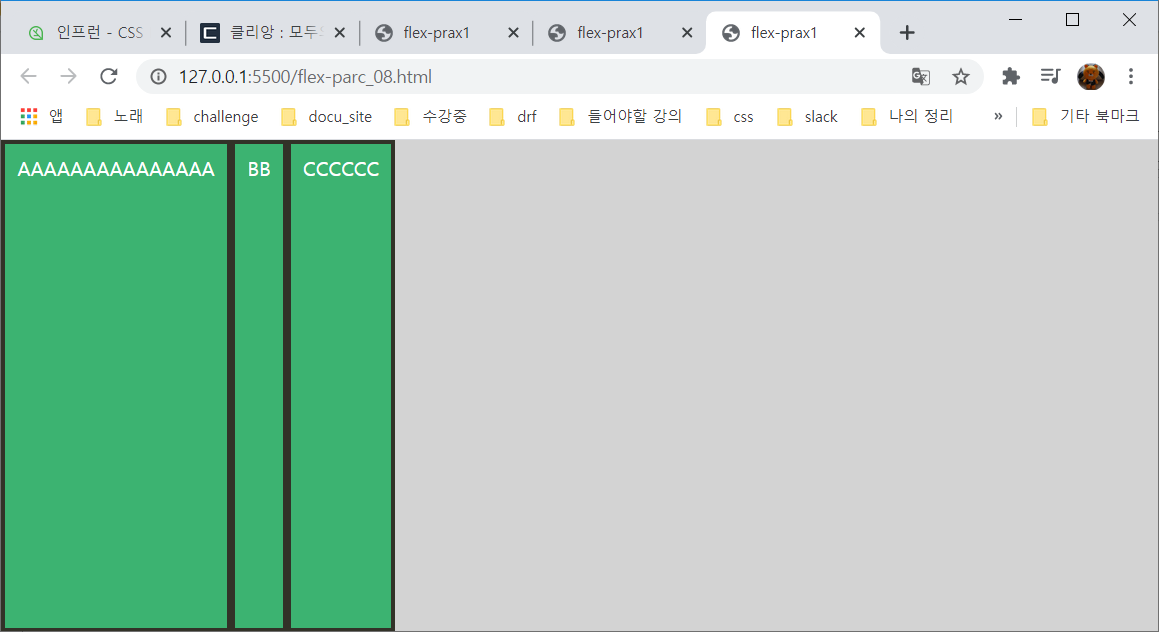 인프런 - CSS 클리앙 : 모두의 flex-prax1 flex-prax1 flex-prax1
127.0.0.1:5500/flex-parc_08.html
앱 노래 challenge docu_site 수강중 drf 들어야할 강의 css slack 나의 정리 » 기타 북마크
AAAAAAAAAAAAAAA BB CCCCCC